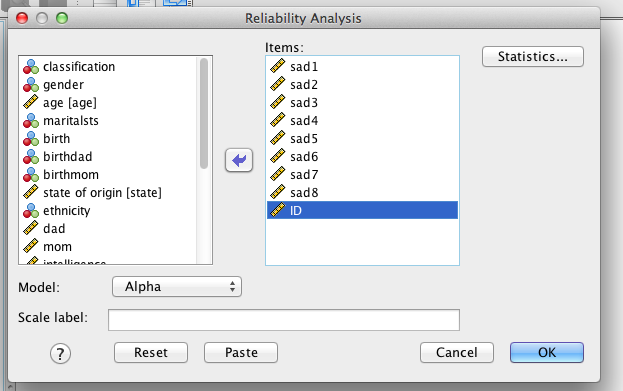 Reliability Analysis
Items:
classification
gender
age [age]
maritalsts
birth
birthdad
birthmom
state of origin [state]
ethnicity
dad
mom
intelligence
sad1
sad2
sad3
sad4
sad5
sad6
sad7
sad8
ID
Statistics...
Model:
Alpha
Scale label:
?
Reset
Paste
Cancel
OK